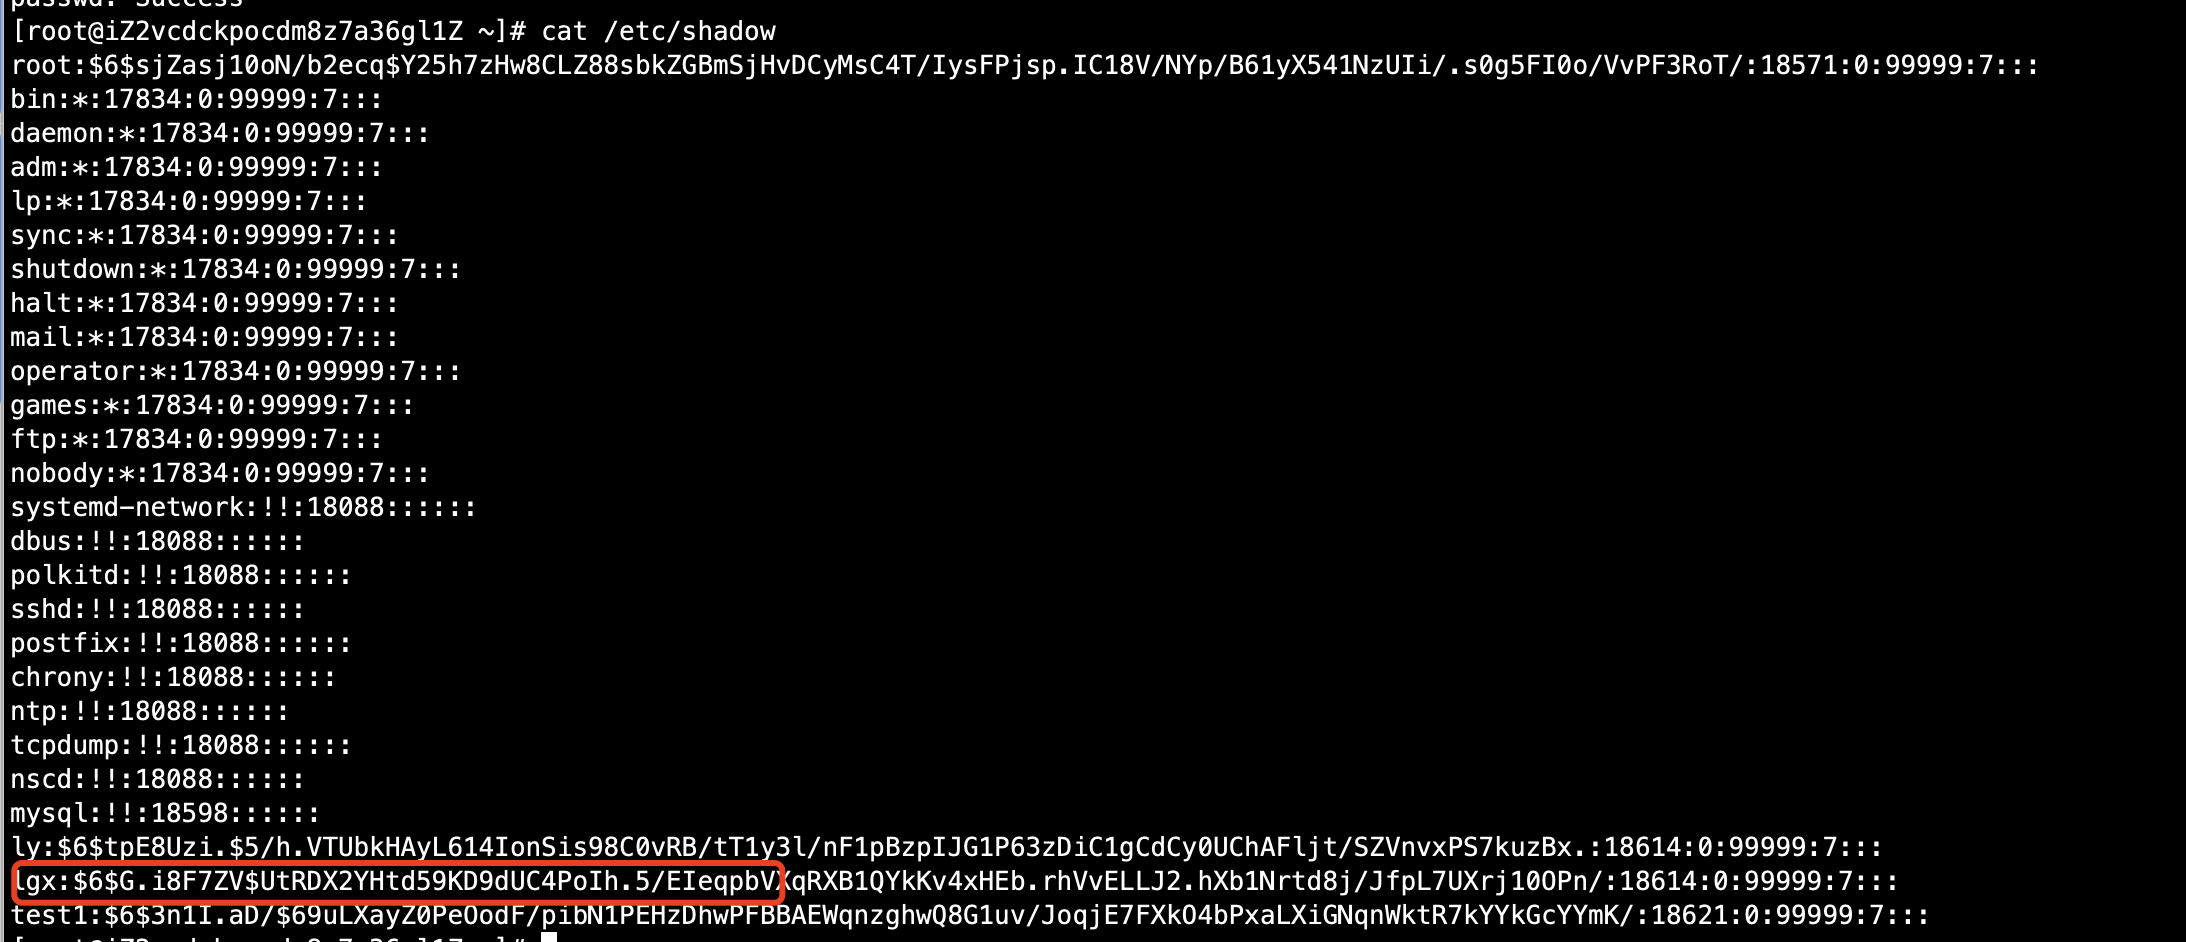 passwd: Success
[root@iZ2vcdckpocdm8z7a36gl1Z ~]# cat /etc/shadow
root:$6$sjZasj10oN/b2ecq$Y25h7zHw8CLZ88sbkZGBmSjHvDCyMsC4T/IysFPjsp.IC18V/NYp/B61yX541NzUIi/.s0g5FI0o/VvPF3RoT/:18571:0:99999:7:::
bin:*:17834:0:99999:7:::
daemon:*:17834:0:99999:7:::
adm:*:17834:0:99999:7:::
lp:*:17834:0:99999:7:::
sync:*:17834:0:99999:7:::
shutdown:*:17834:0:99999:7:::
halt:*:17834:0:99999:7:::
mail:*:17834:0:99999:7:::
operator:*:17834:0:99999:7:::
games:*:17834:0:99999:7:::
ftp:*:17834:0:99999:7:::
nobody:*:17834:0:99999:7:::
systemd-network:!!:18088::::::
dbus:!!:18088::::::
polkitd:!!:18088::::::
sshd:!!:18088::::::
postfix:!!:18088::::::
chrony:!!:18088::::::
ntp:!!:18088::::::
tcpdump:!!:18088::::::
nscd:!!:18088::::::
mysql:!!:18598::::::
ly:$6$tpE8Uzi.$5/h.VTUbkHAyL614IonSis98C0vRB/tT1y3l/nF1pBzpIJG1P63zDiC1gCdCy0UChAFljt/SZVnvxPS7kuzBx.:18614:0:99999:7:::
lgx:$6$G.i8F7ZV$UtRDX2YHtd59KD9dUC4PoIh.5/EIeqpbVXqRXB1QYkKv4xHEb.rhVvELLJ2.hXb1Nrtd8j/JfpL7UXrj10OPn/:18614:0:99999:7:::
test1:$6$3n1I.aD/$69uLXayZ0PeOodF/pibN1PEHzDhwPFBBAEWqnzghwQ8G1uv/JoqjE7FXkO4bPxaLXiGNqnWktR7kYYkGcYYmK/:18621:0:99999:7:::